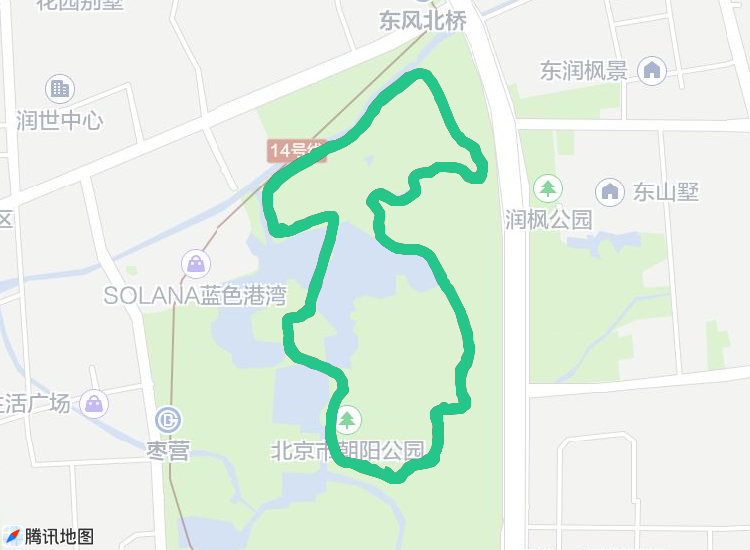 花园别墅
东风北桥
东润枫景
润世中心
14号线
东山墅
润枫公园
区
SOLANA蓝色港湾
生活广场
枣营
北京市朝阳公园
腾讯地图